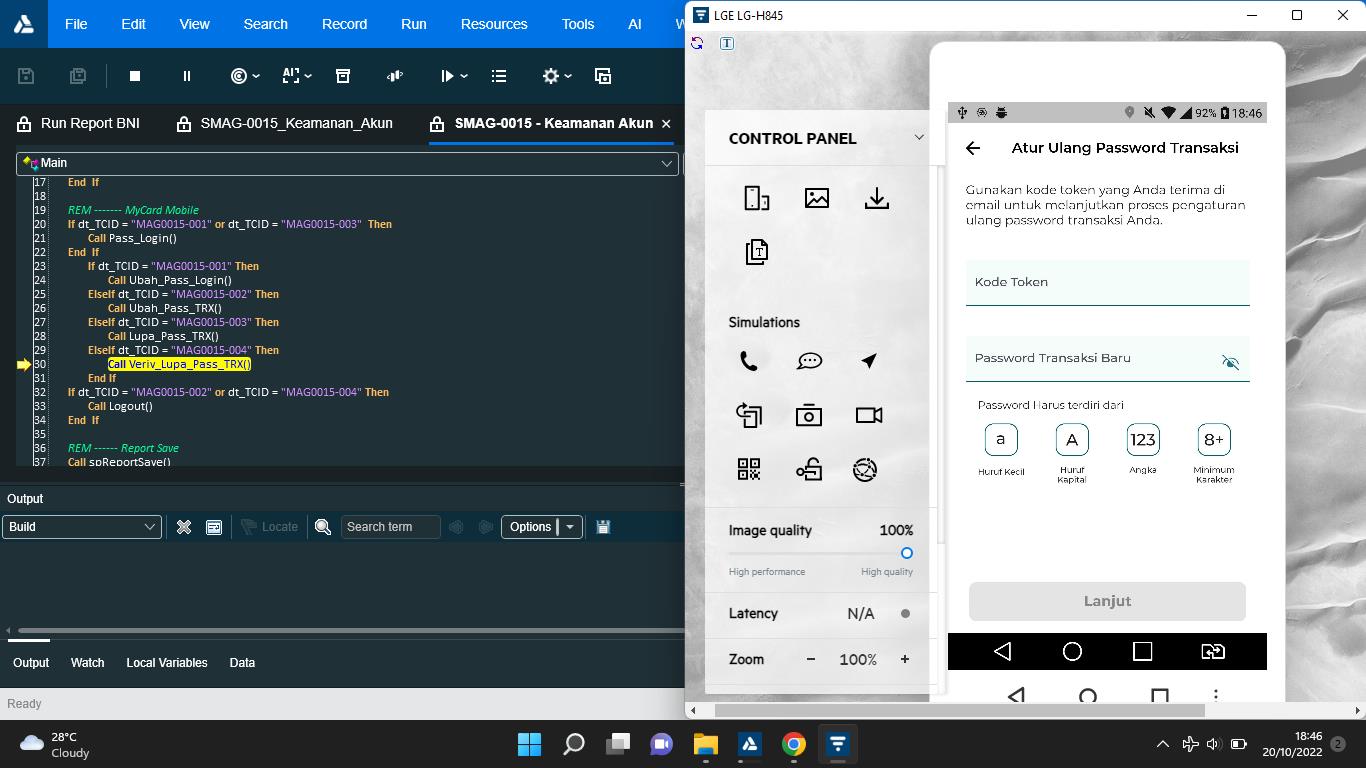 File Edit View Search Record Run Resources Tools AI W
Run Report BNI SMAG-0015_Keamanan_Akun SMAG-0015 - Keamanan Akun
Main
17 End If
18
19 REM ------- MyCard Mobile
20 If dt_TCID = "MAG0015-001" or dt_TCID = "MAG0015-003" Then
21 Call Pass_Login()
22 End If
23 If dt_TCID = "MAG0015-001" Then
24 Call Ubah_Pass_Login()
25 ElseIf dt_TCID = "MAG0015-002" Then
26 Call Ubah_Pass_TRX()
27 ElseIf dt_TCID = "MAG0015-003" Then
28 Call Lupa_Pass_TRX()
29 ElseIf dt_TCID = "MAG0015-004" Then
30 Call Veriv_Lupa_Pass_TRX()
31 End If
32 If dt_TCID = "MAG0015-002" or dt_TCID = "MAG0015-004" Then
33 Call Logout()
34 End If
35
36 REM ------ Report Save
37 Call spReportSave()
Output
Build Locate Search term Options
Output Watch Local Variables Data
Ready
LGE LG-H845
CONTROL PANEL
Simulations
Image quality 100%
High performance High quality
Latency N/A
Zoom - 100% +
92% 18:46
Atur Ulang Password Transaksi
Gunakan kode token yang Anda terima di
email untuk melanjutkan proses pengaturan
ulang password transaksi Anda.
Kode Token
Password Transaksi Baru
Password Harus terdiri dari
a A 123 8+
Huruf Kecil Huruf Kapital Angka Minimum Karakter
Lanjut
28°C
Cloudy
18:46
20/10/2022
2